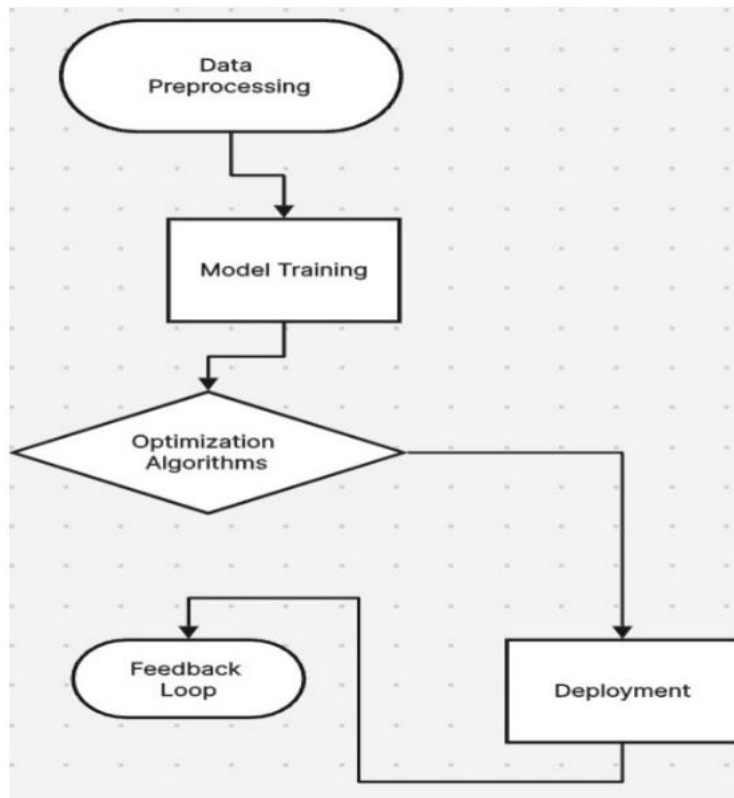 Data
Preprocessing
Model Training
Optimization
Algorithms
Feedback
Loop
Deployment